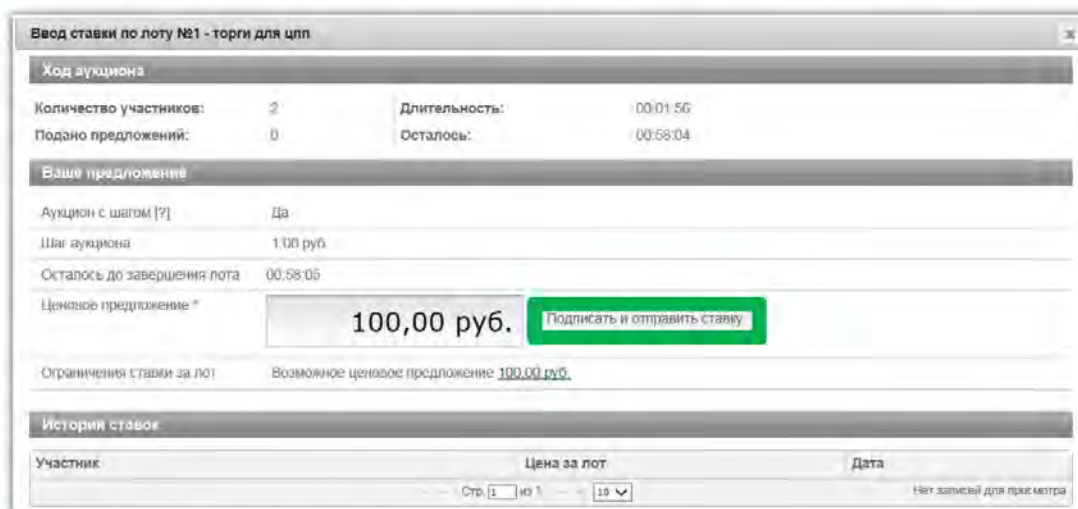 Ввод ставки по лоту №1 - торги для цпп
Ход аукциона
Количество участников: 2 Длительность: 00:01:56
Подано предложений: 0 Осталось: 00:58:04
Ваше предложение
Аукцион с шагом [?] Да
Шаг аукциона 1,00 руб.
Осталось до завершения лота 00:58:05
Ценовое предложение * 100,00 руб. Подписать и отправить ставку
Ограничения ставки за лот Возможное ценовое предложение 100,00 руб.
История ставок
Участник Цена за лот Дата
Стр. 1 из 1 10 Нет записей для просмотра